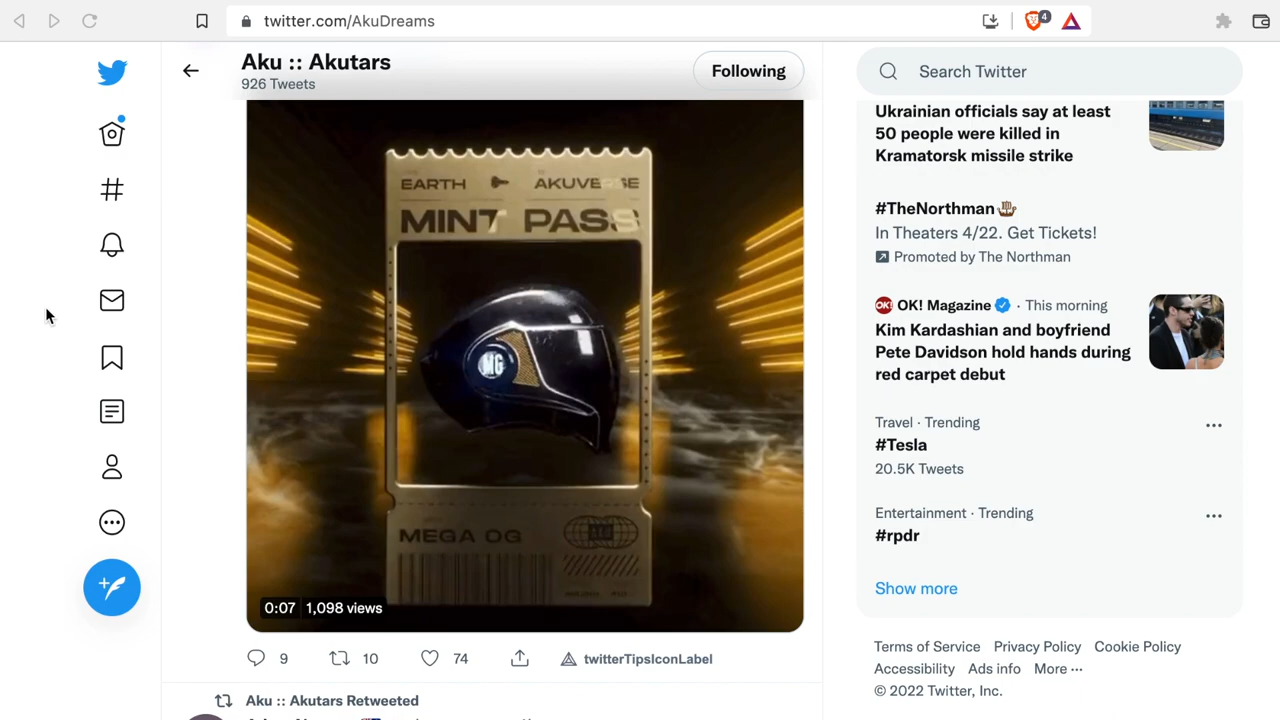 twitter.com/AkuDreams
4
Aku :: Akutars
926 Tweets
Following
Search Twitter
EARTH AKUVERSE
MINT PASS
MG
MEGA OG
0:07 1,098 views
9 10 74 twitterTipsIconLabel
Aku :: Akutars Retweeted
Ukrainian officials say at least
50 people were killed in
Kramatorsk missile strike
#TheNorthman
In Theaters 4/22. Get Tickets!
Promoted by The Northman
OK! OK! Magazine · This morning
Kim Kardashian and boyfriend
Pete Davidson hold hands during
red carpet debut
Travel · Trending
#Tesla
20.5K Tweets
Entertainment · Trending
#rpdr
Show more
Terms of Service Privacy Policy Cookie Policy
Accessibility Ads info More
© 2022 Twitter, Inc.